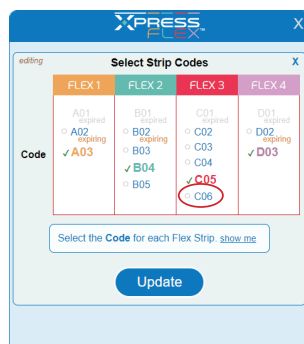 XPRESS X
FLEX™
editing Select Strip Codes X
FLEX 1 FLEX 2 FLEX 3 FLEX 4
A01 B01 C01 D01
expired expired expired expired
A02 B02 C02 D02
expiring expiring expiring
Code ✓A03 B03 C03 ✓D03
✓B04 C04
B05 ✓C05
C06
Select the Code for each Flex Strip. show me
Update